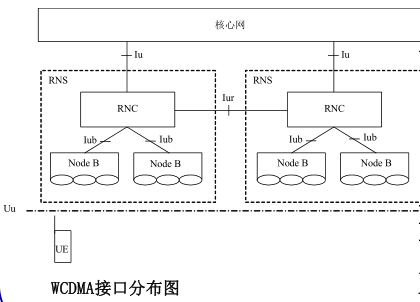 核心网
Iu
Iu
RNS
RNS
RNC
Iur
RNC
Iub
Iub
Iub
Iub
Node B
Node B
Node B
Node B
Uu
UE
WCDMA接口分布图